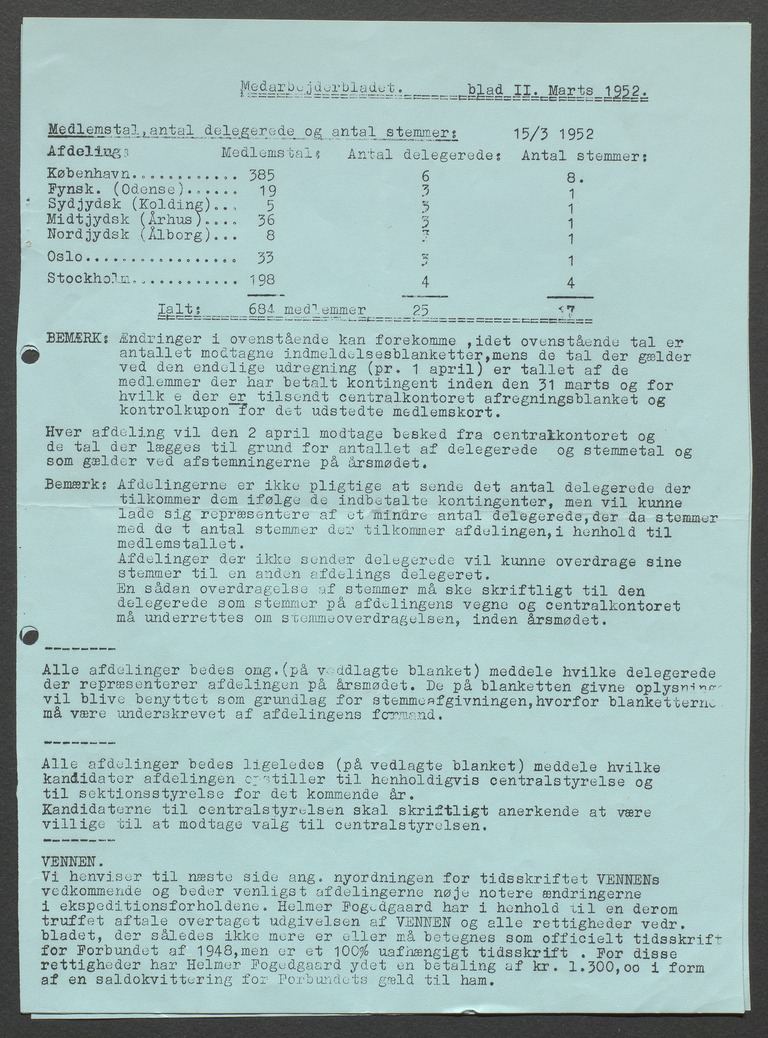 Medarbejderbladet. blad II. Marts 1952.
Medlemstal,antal delegerede og antal stemmer: 15/3 1952
Afdeling: Medlemstal: Antal delegerede: Antal stemmer:
København............. 385 6 8.
Fynsk. (Odense)...... 19 3 1
Sydjydsk (Kolding)... 5 3 1
Midtjydsk (Århus).... 36 3 1
Nordjydsk (Ålborg)... 8 3 1
Oslo.................. 33 3 1
Stockholm............. 198 4 4
Ialt: 684 medlemmer 25 17
BEMÆRK: Ændringer i ovenstående kan forekomme ,idet ovenstående tal er
antallet modtagne indmeldelsesblanketter,mens de tal der gælder
ved den endelige udregning (pr. 1 april) er tallet af de
medlemmer der har betalt kontingent inden den 31 marts og for
hvilk e der er tilsendt centralkontoret afregningsblanket og
kontrolkupon for det udstedte medlemskort.
Hver afdeling vil den 2 april modtage besked fra centralkontoret og
de tal der lægges til grund for antallet af delegerede og stemmetal og
som gælder ved afstemningerne på årsmødet.
Bemærk: Afdelingerne er ikke pligtige at sende det antal delegerede der
tilkommer dem ifølge de indbetalte kontingenter, men vil kunne
lade sig repræsentere af et mindre antal delegerede,der da stemmer
med de t antal stemmer der tilkommer afdelingen,i henhold til
medlemstallet.
Afdelinger der ikke sender delegerede vil kunne overdrage sine
stemmer til en anden afdelings delegeret.
En sådan overdragelse af stemmer må ske skriftligt til den
delegerede som stemmer på afdelingens vegne og centralkontoret
må underrettes om stemmeoverdragelsen, inden årsmødet.
---------
Alle afdelinger bedes omg.(på veddlagte blanket) meddele hvilke delegerede
der repræsenterer afdelingen på årsmødet. De på blanketten givne oplysninger
vil blive benyttet som grundlag for stemmeafgivningen,hvorfor blanketterne
må være underskrevet af afdelingens formand.
---------
Alle afdelinger bedes ligeledes (på vedlagte blanket) meddele hvilke
kandidater afdelingen opstiller til henholdigvis centralstyrelse og
til sektionsstyrelse for det kommende år.
Kandidaterne til centralstyrelsen skal skriftligt anerkende at være
villige til at modtage valg til centralstyrelsen.
---------
VENNEN.
Vi henviser til næste side ang. nyordningen for tidsskriftet VENNENs
vedkommende og beder venligst afdelingerne nøje notere ændringerne
i ekspeditionsforholdene. Helmer Fogedgaard har i henhold til en derom
truffet aftale overtaget udgivelsen af VENNEN og alle rettigheder vedr.
bladet, der således ikke mere er eller må betegnes som officielt tidsskrift
for Forbundet af 1948,men er et 100% uafhængigt tidsskrift . For disse
rettigheder har Helmer Fogedgaard ydet en betaling af kr. 1.300,oo i form
af en saldokvittering for Forbundets gæld til ham.